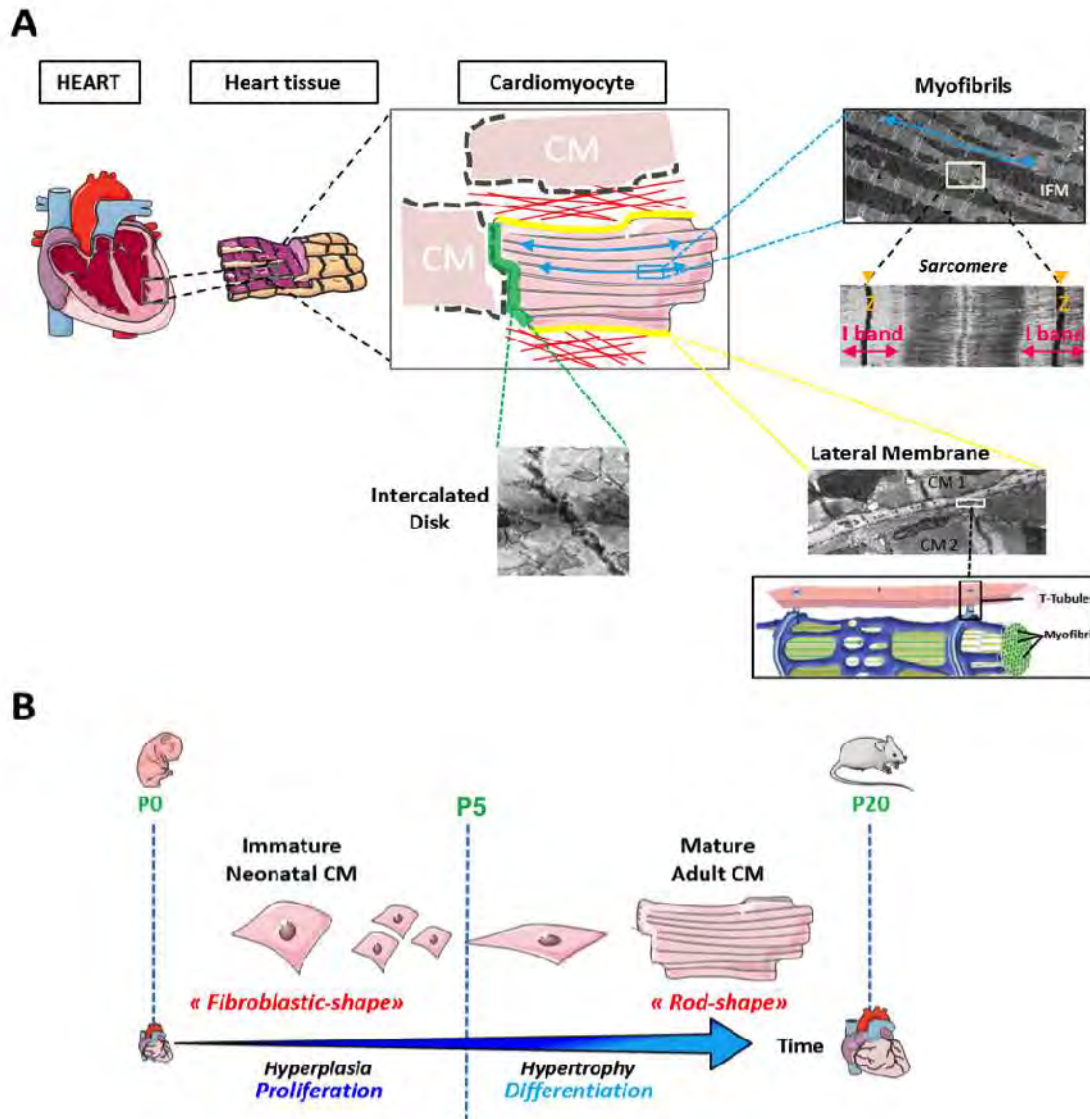 A
HEART
Heart tissue
Cardiomyocyte
Myofibrils
CM
CM
IFM
Sarcomere
Z
Z
I band
I band
Intercalated
Disk
Lateral Membrane
CM 1
CM 2
T-Tubule
Myofibril
B
P0
P5
P20
Immature
Neonatal CM
Mature
Adult CM
« Fibroblastic-shape»
« Rod-shape»
Time
Hyperplasia
Proliferation
Hypertrophy
Differentiation